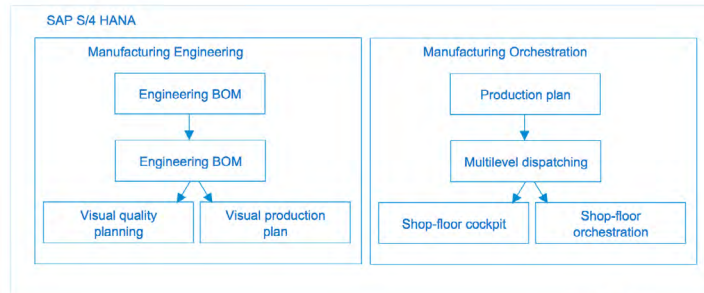 SAP S/4 HANA
Manufacturing Engineering
Engineering BOM
Engineering BOM
Visual quality
planning
Visual production
plan
Manufacturing Orchestration
Production plan
Multilevel dispatching
Shop-floor cockpit
Shop-floor
orchestration